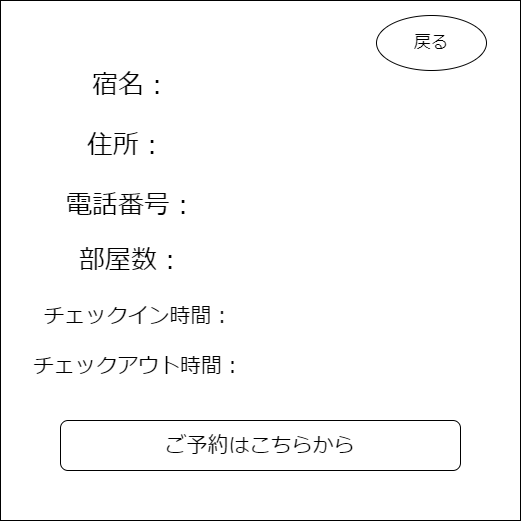 戻る
宿名：
住所：
電話番号：
部屋数：
チェックイン時間：
チェックアウト時間：
ご予約はこちらから